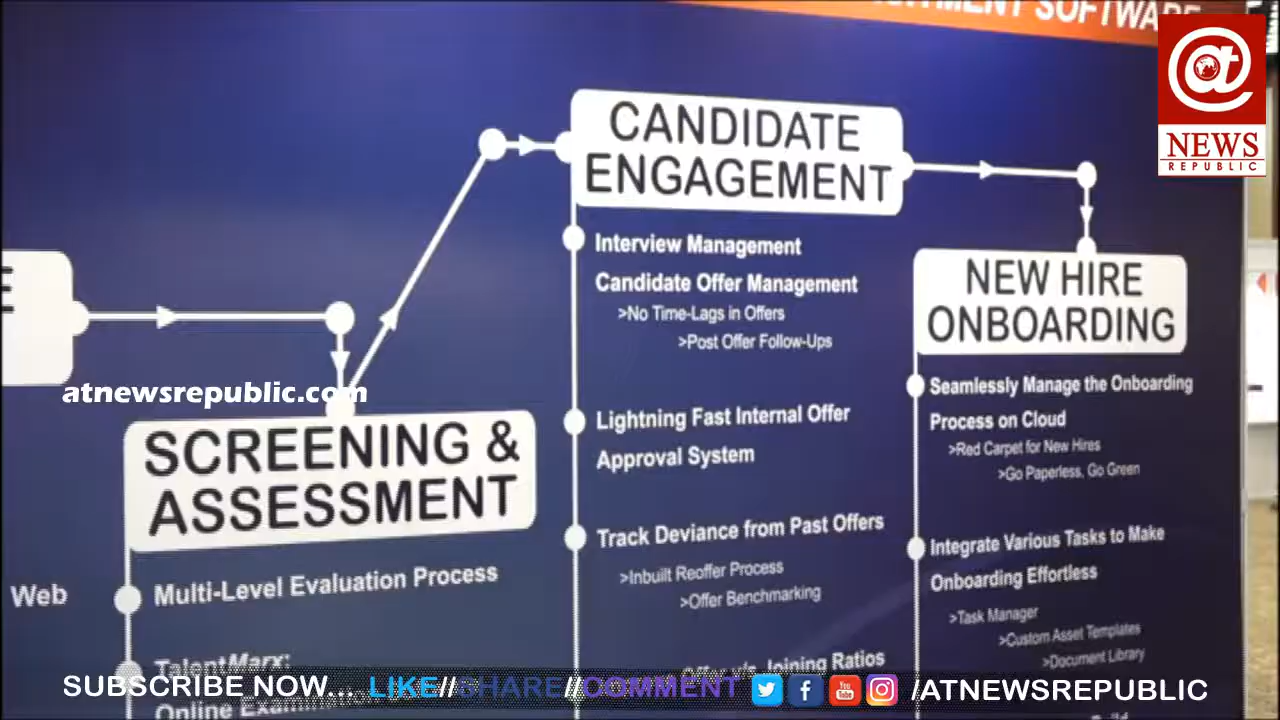 MENT SOFTWARE
NEWS
REPUBLIC
CANDIDATE
ENGAGEMENT
Interview Management
Candidate Offer Management
>No Time-Lags in Offers
>Post Offer Follow-Ups
Lightning Fast Internal Offer
Approval System
Track Deviance from Past Offers
>Inbuilt Reoffer Process
>Offer Benchmarking
Joining Ratios
NEW HIRE
ONBOARDING
Seamlessly Manage the Onboarding
Process on Cloud
>Red Carpet for New Hires
>Go Paperless, Go Green
Integrate Various Tasks to Make
Onboarding Effortless
>Task Manager
>Custom Asset Templates
>Document Library
E
atnewsrepublic.com
SCREENING &
ASSESSMENT
Web
Multi-Level Evaluation Process
TalentMarx:
Online
SUBSCRIBE NOW... LIKE//SHARE//COMMENT /ATNEWSREPUBLIC